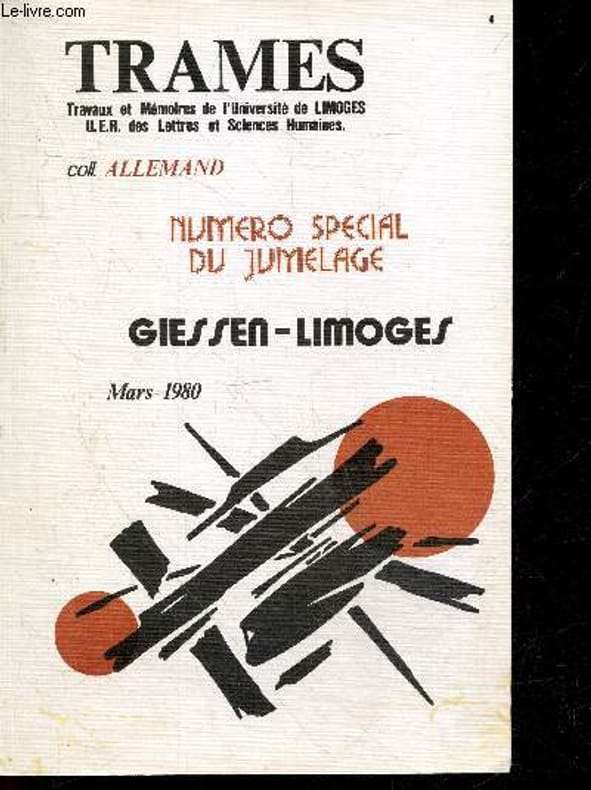 Le-livre.com
4
TRAMES
Travaux et Mémoires de l'Université de LIMOGES
U.E.R. des Lettres et Sciences Humaines.
coll. ALLEMAND
NUMERO SPECIAL
DU JUMELAGE
GIESSEN-LIMOGES
Mars 1980